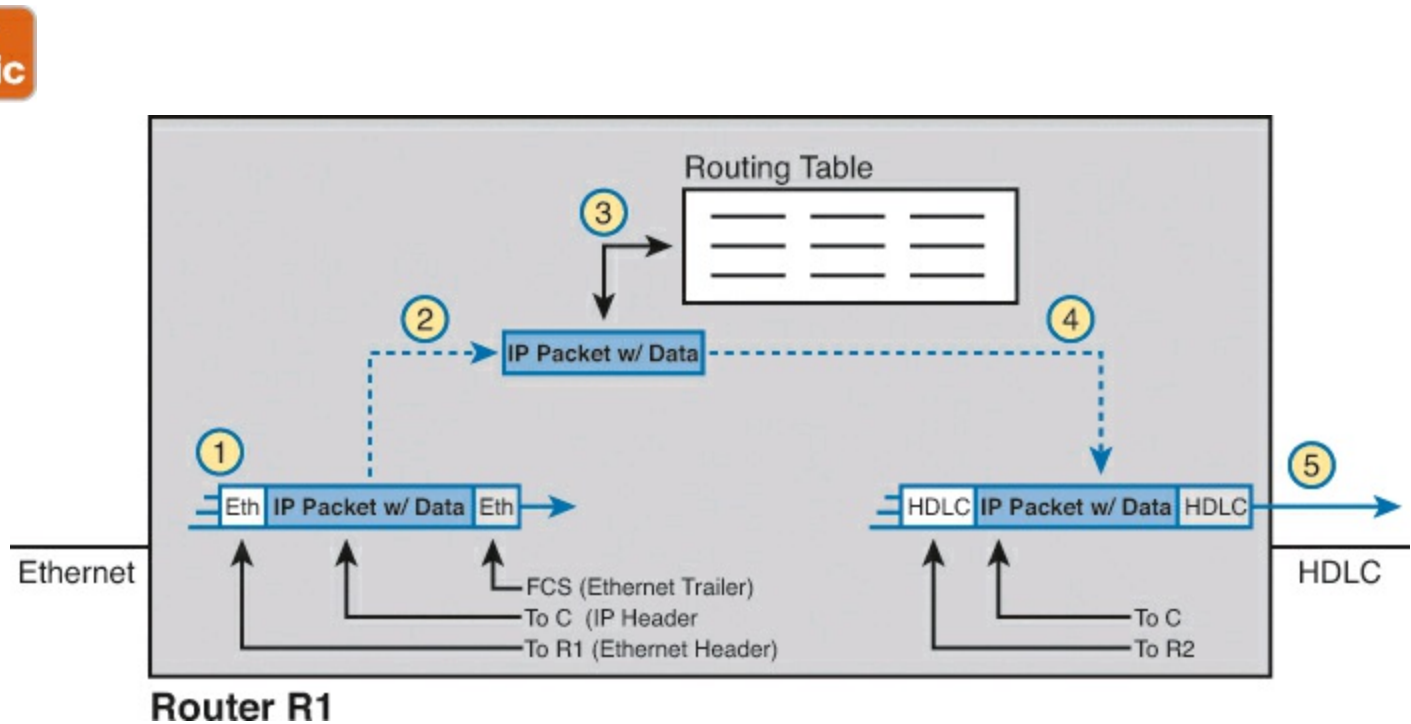 ic
Routing Table
3
2
4
IP Packet w/ Data
1
5
Eth IP Packet w/ Data Eth
HDLC IP Packet w/ Data HDLC
Ethernet
HDLC
FCS (Ethernet Trailer)
To C (IP Header
To R1 (Ethernet Header)
To C
To R2
Router R1